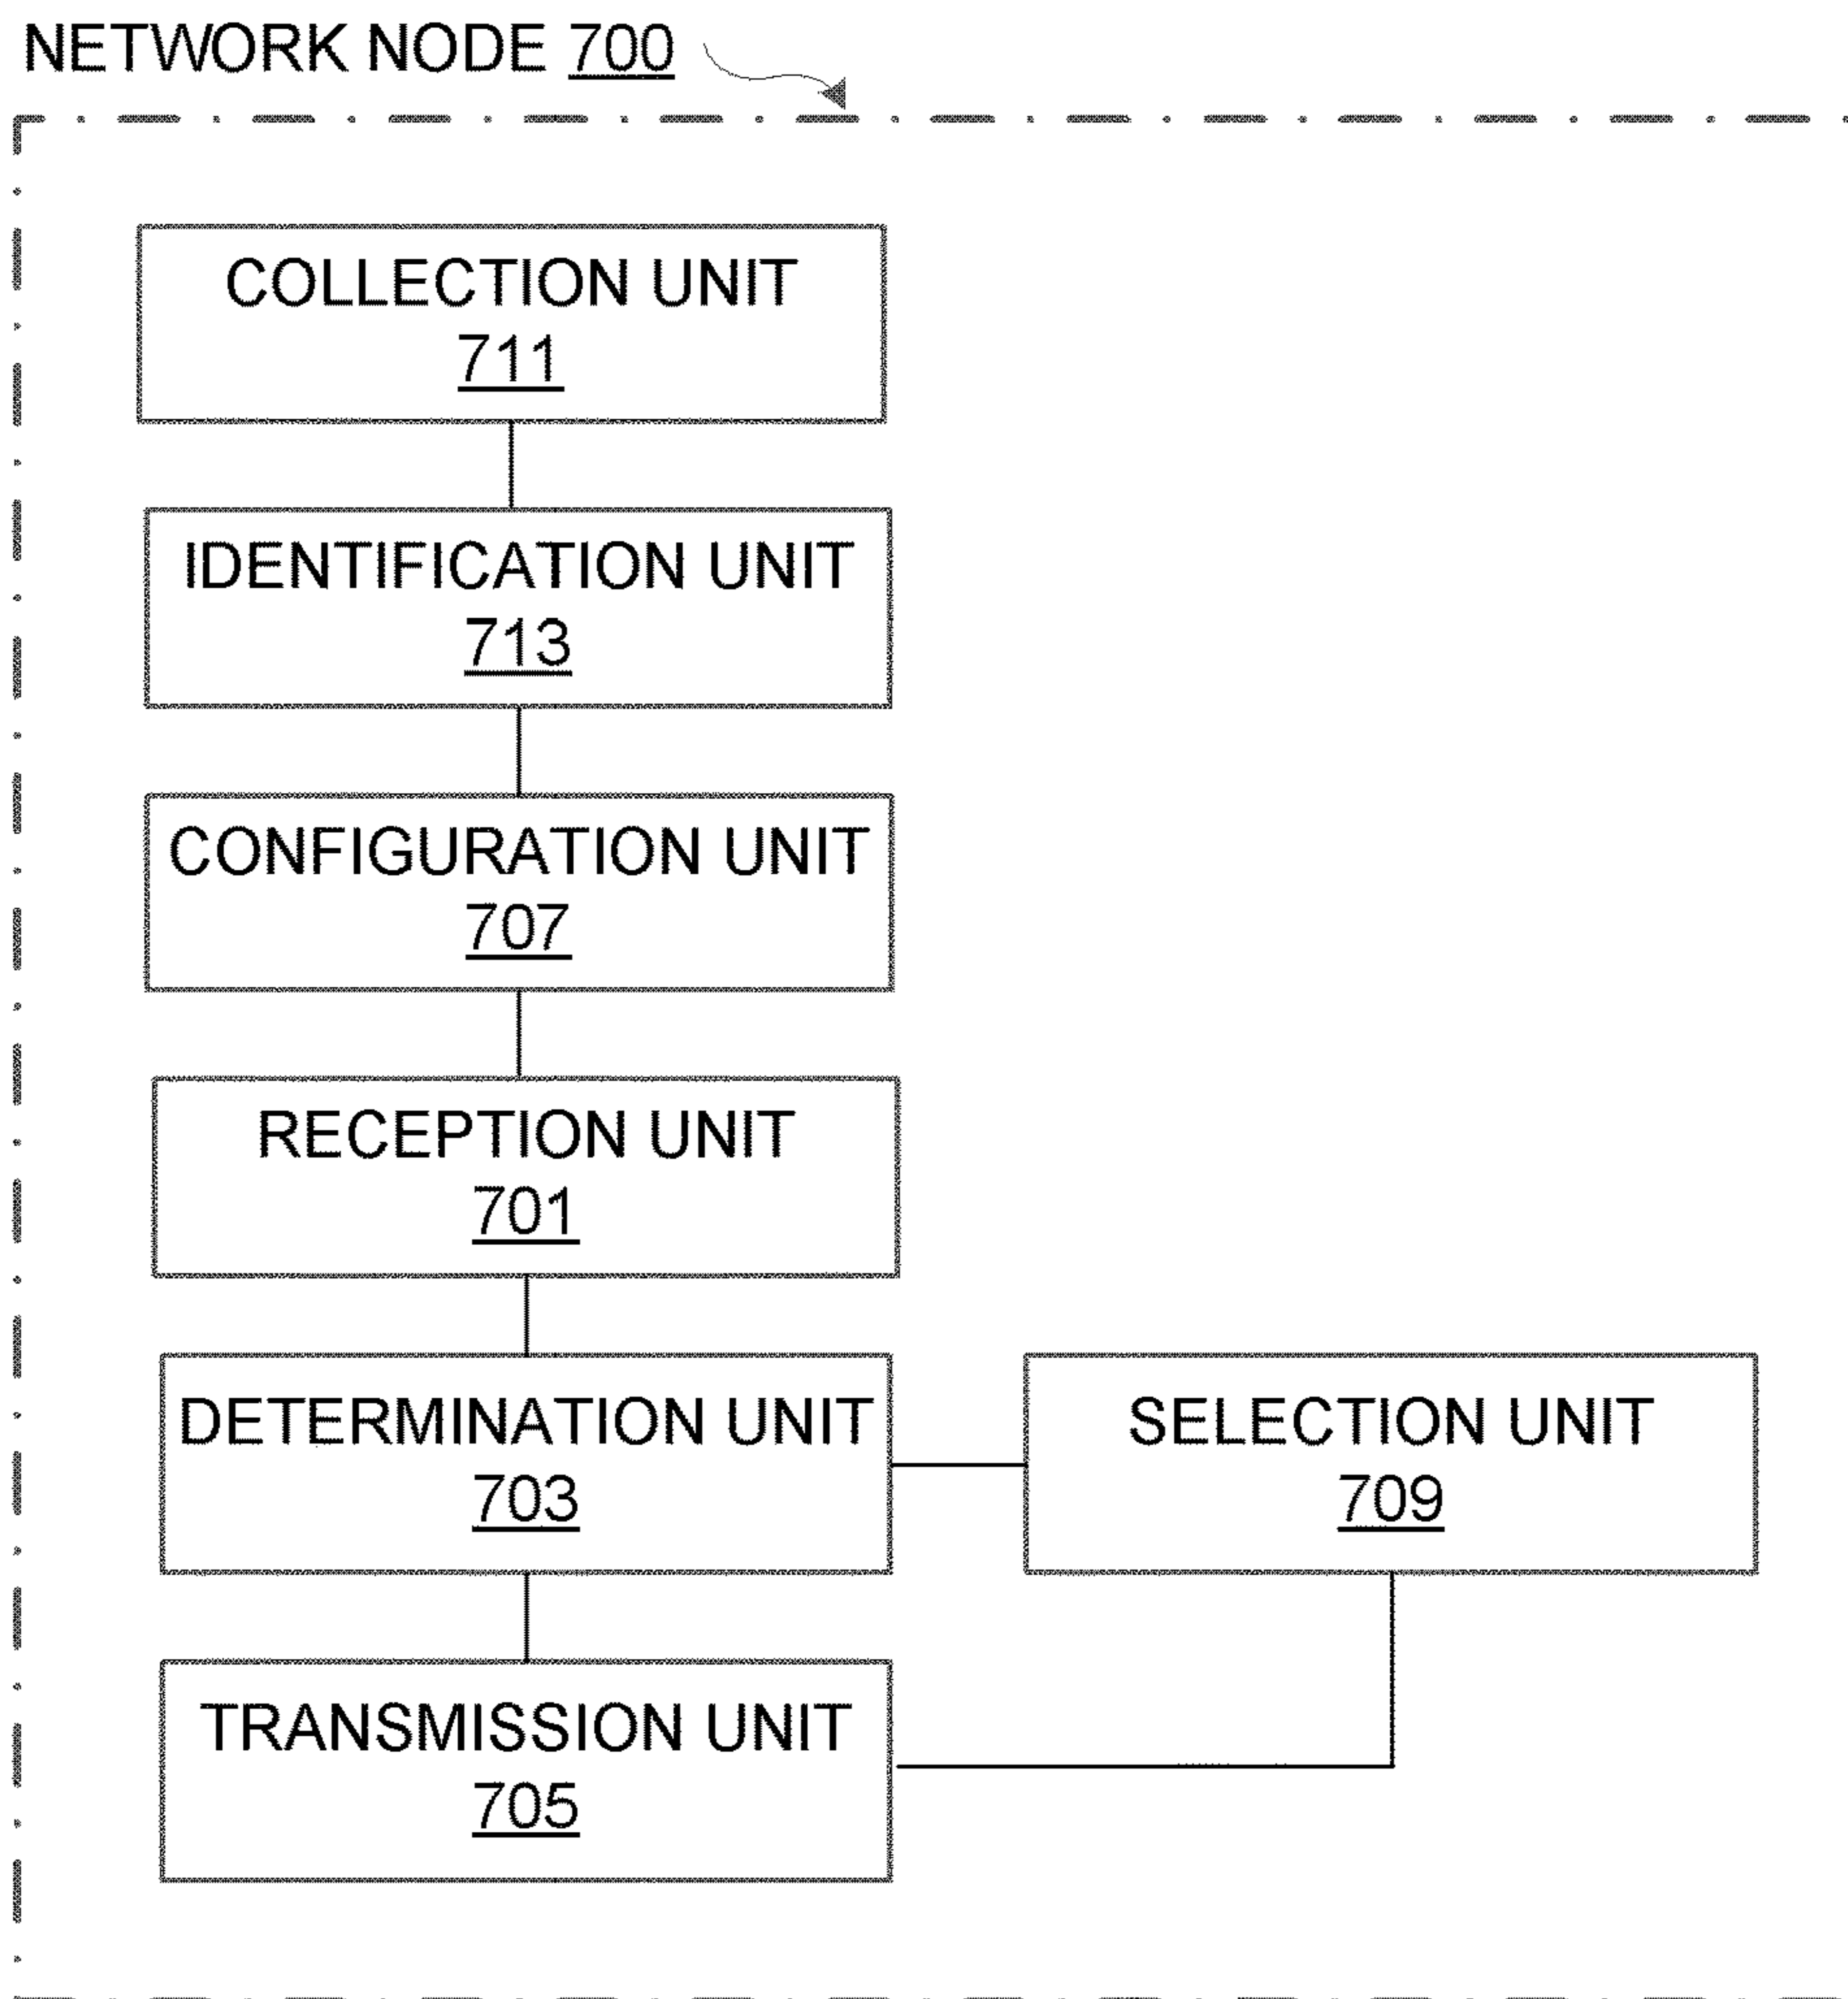 NETWORK NODE 700
COLLECTION UNIT
711
IDENTIFICATION UNIT
713
CONFIGURATION UNIT
707
RECEPTION UNIT
701
DETERMINATION UNIT
703
SELECTION UNIT
709
TRANSMISSION UNIT
705